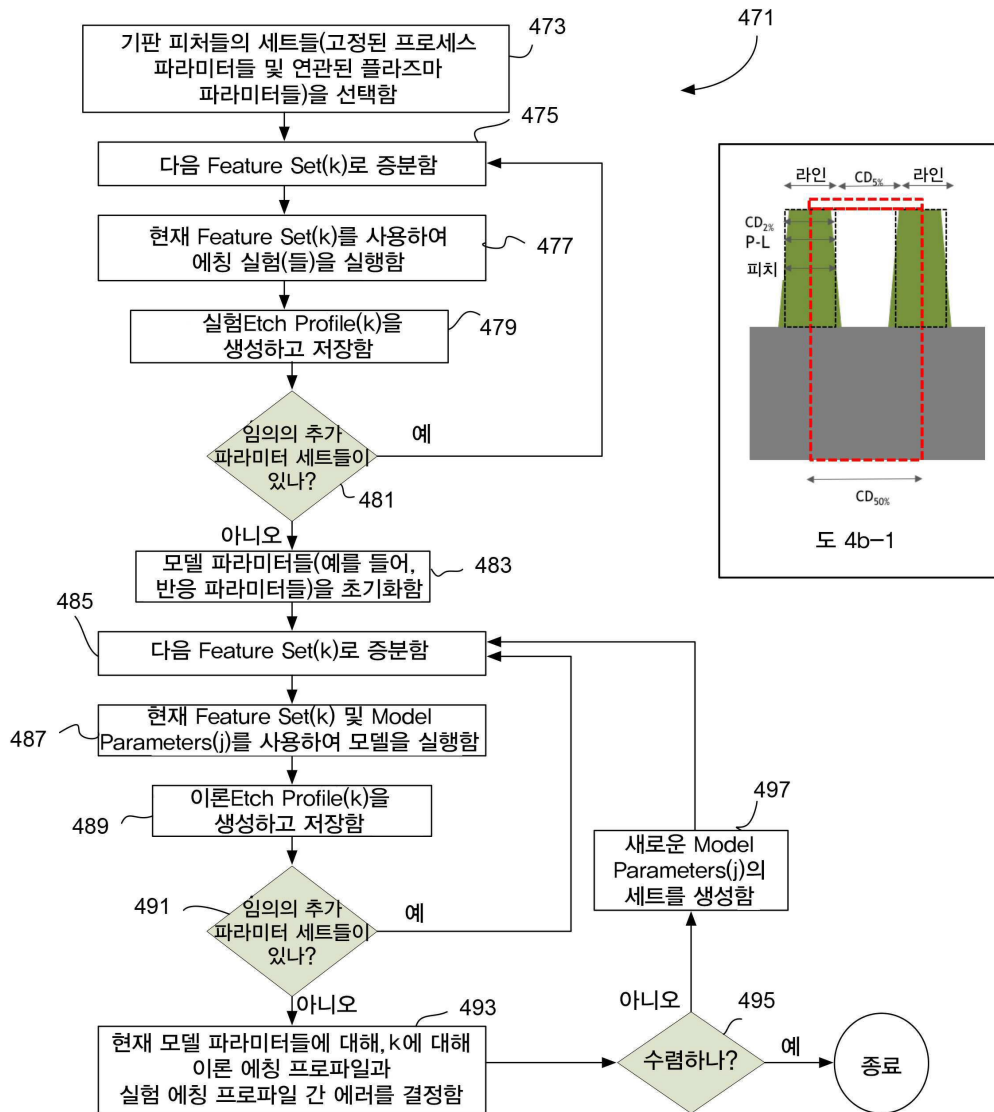 471
473
기판 피처들의 세트들(고정된 프로세스
파라미터들 및 연관된 플라즈마
파라미터들)을 선택함
475
다음 Feature Set(k)로 증분함
현재 Feature Set(k)를 사용하여
에칭 실험(들)을 실행함
477
실험Etch Profile(k)을
생성하고 저장함
479
임의의 추가
파라미터 세트들이
있나?
예
481
아니오
모델 파라미터들(예를 들어,
반응 파라미터들)을 초기화함
483
485
다음 Feature Set(k)로 증분함
현재 Feature Set(k) 및 Model
Parameters(j)를 사용하여 모델을 실행함
487
이론Etch Profile(k)을
생성하고 저장함
489
491
임의의 추가
파라미터 세트들이
있나?
예
아니오
493
현재 모델 파라미터들에 대해,k에 대해
이론 에칭 프로파일과
실험 에칭 프로파일 간 에러를 결정함
497
새로운 Model
Parameters(j)의
세트를 생성함
아니오
495
수렴하나?
예
종료
라인 CD5% 라인
CD2%
P-L
피치
CD50%
도 4b-1